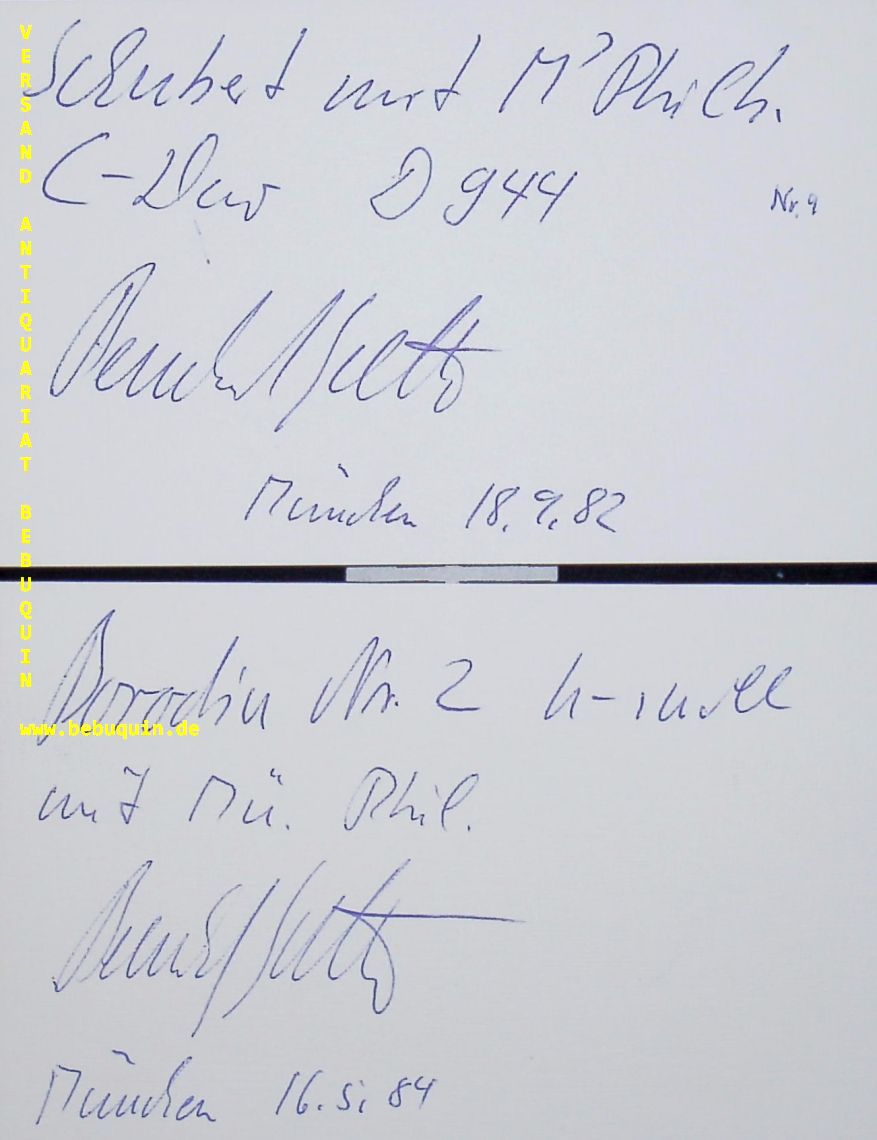 VERSAND ANTIQUARIAT BEBUQUIN
Schubert mit M' Philh.
C-Dur D 944 Nr. 9
München 18.9.82
Borodin Nr. 2 h-moll
www.bebuquin.de
mit Mü. Phil.
München 16.5.84